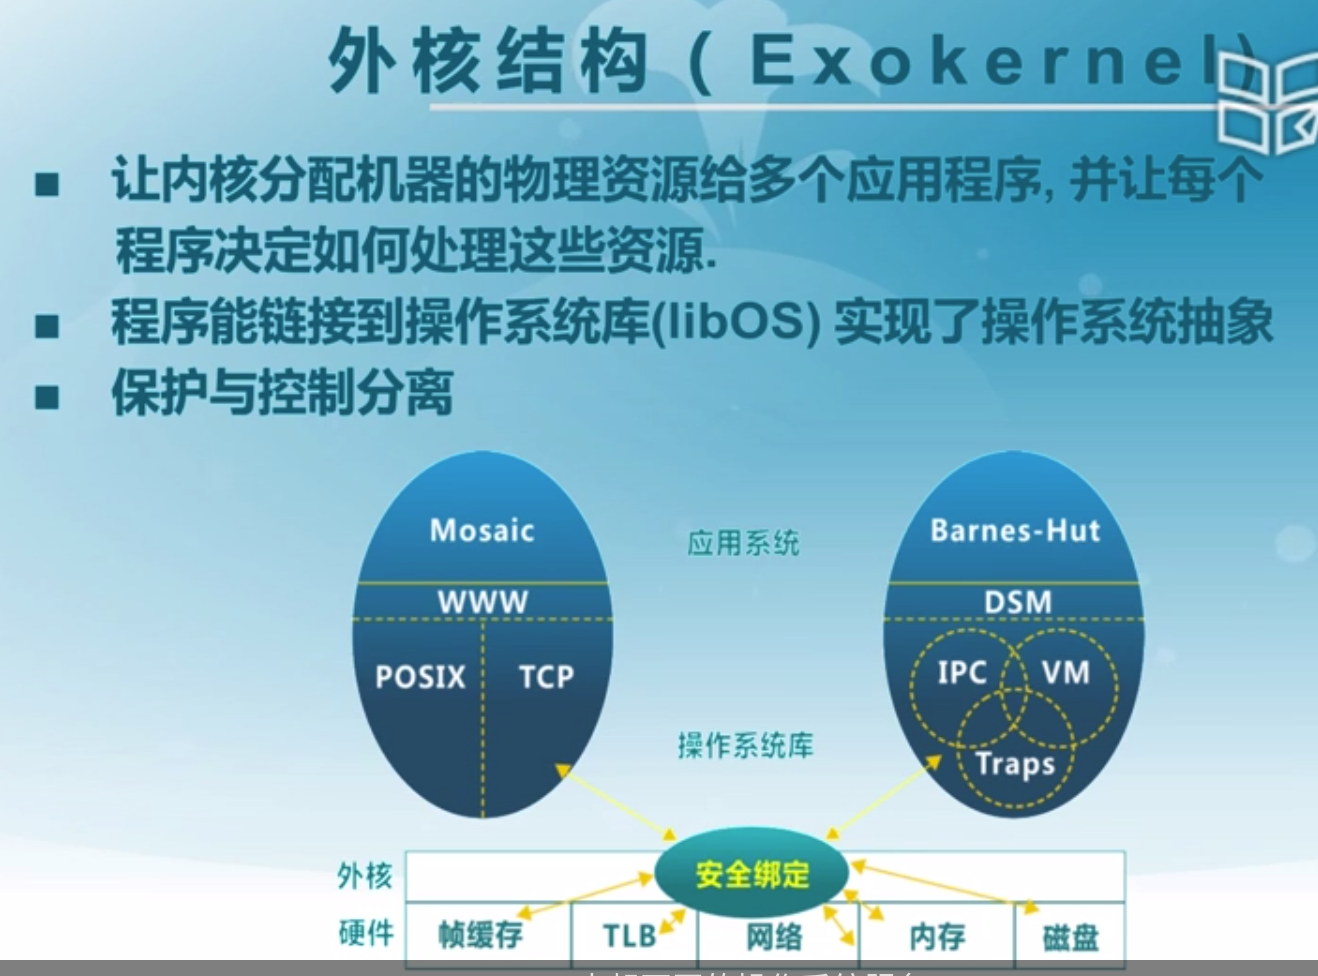 外核结构（Exokernel）
■ 让内核分配机器的物理资源给多个应用程序, 并让每个
程序决定如何处理这些资源.
■ 程序能链接到操作系统库(libOS) 实现了操作系统抽象
■ 保护与控制分离
Mosaic
应用系统
Barnes-Hut
WWW
DSM
POSIX
TCP
IPC
VM
操作系统库
Traps
外核
安全绑定
硬件
帧缓存
TLB
网络
内存
磁盘